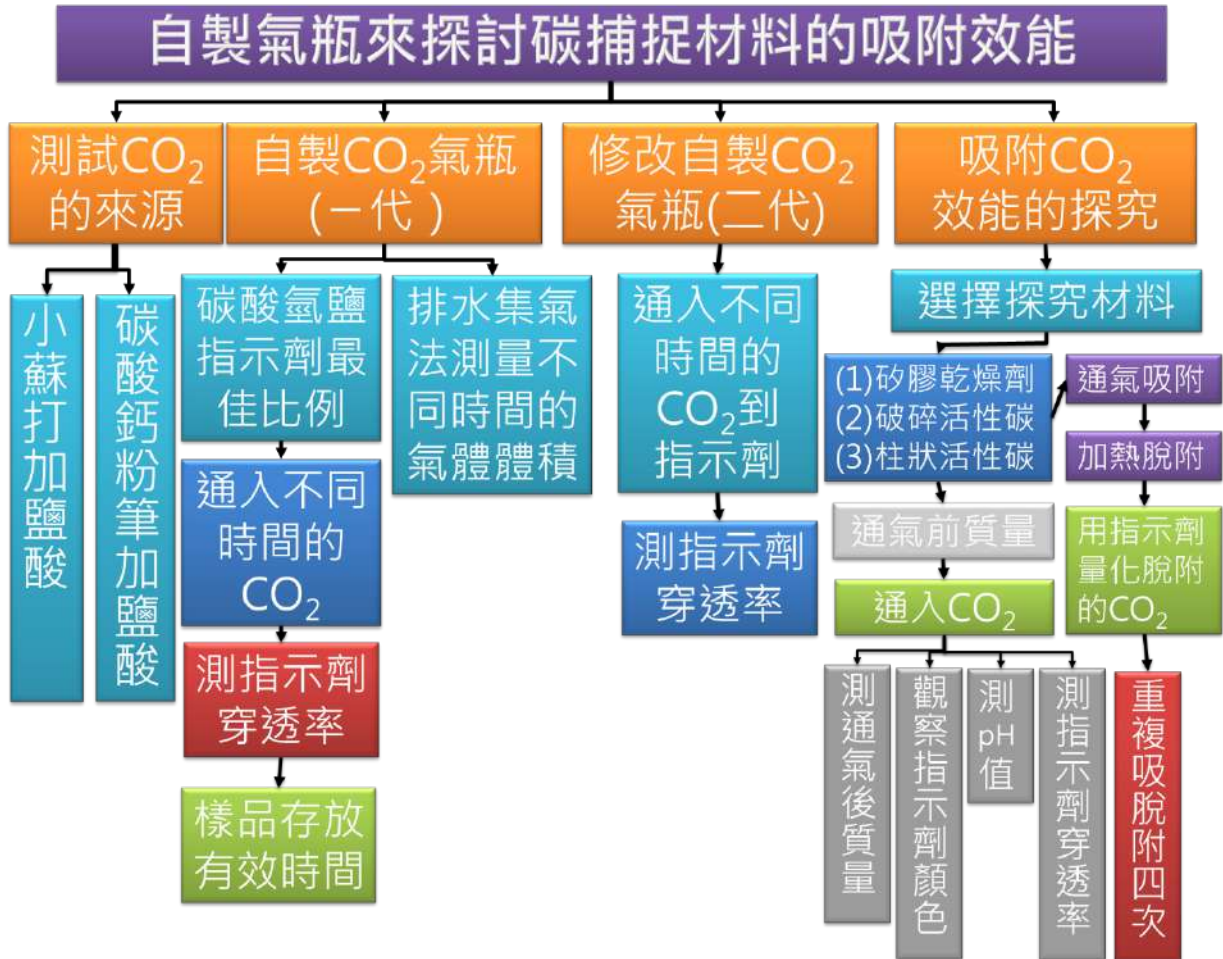 自製氣瓶來探討碳捕捉材料的吸附效能
測試CO₂
的來源
自製CO₂氣瓶
(一代 )
修改自製CO₂
氣瓶(二代)
吸附CO₂
效能的探究
小蘇打加鹽酸
碳酸鈣粉筆加鹽酸
碳酸氫鹽
指示劑最
佳比例
通入不同
時間的
CO₂
測指示劑
穿透率
樣品存放
有效時間
排水集氣
法測量不
同時間的
氣體體積
通入不同
時間的
CO₂到
指示劑
測指示劑
穿透率
選擇探究材料
(1)矽膠乾燥劑
(2)破碎活性碳
(3)柱狀活性碳
通氣前質量
通入CO₂
測通氣後質量
觀察指示劑顏色
測
pH
值
測指示劑穿透率
通氣吸附
加熱脫附
用指示劑
量化脫附
的CO₂
重複吸脫附四次